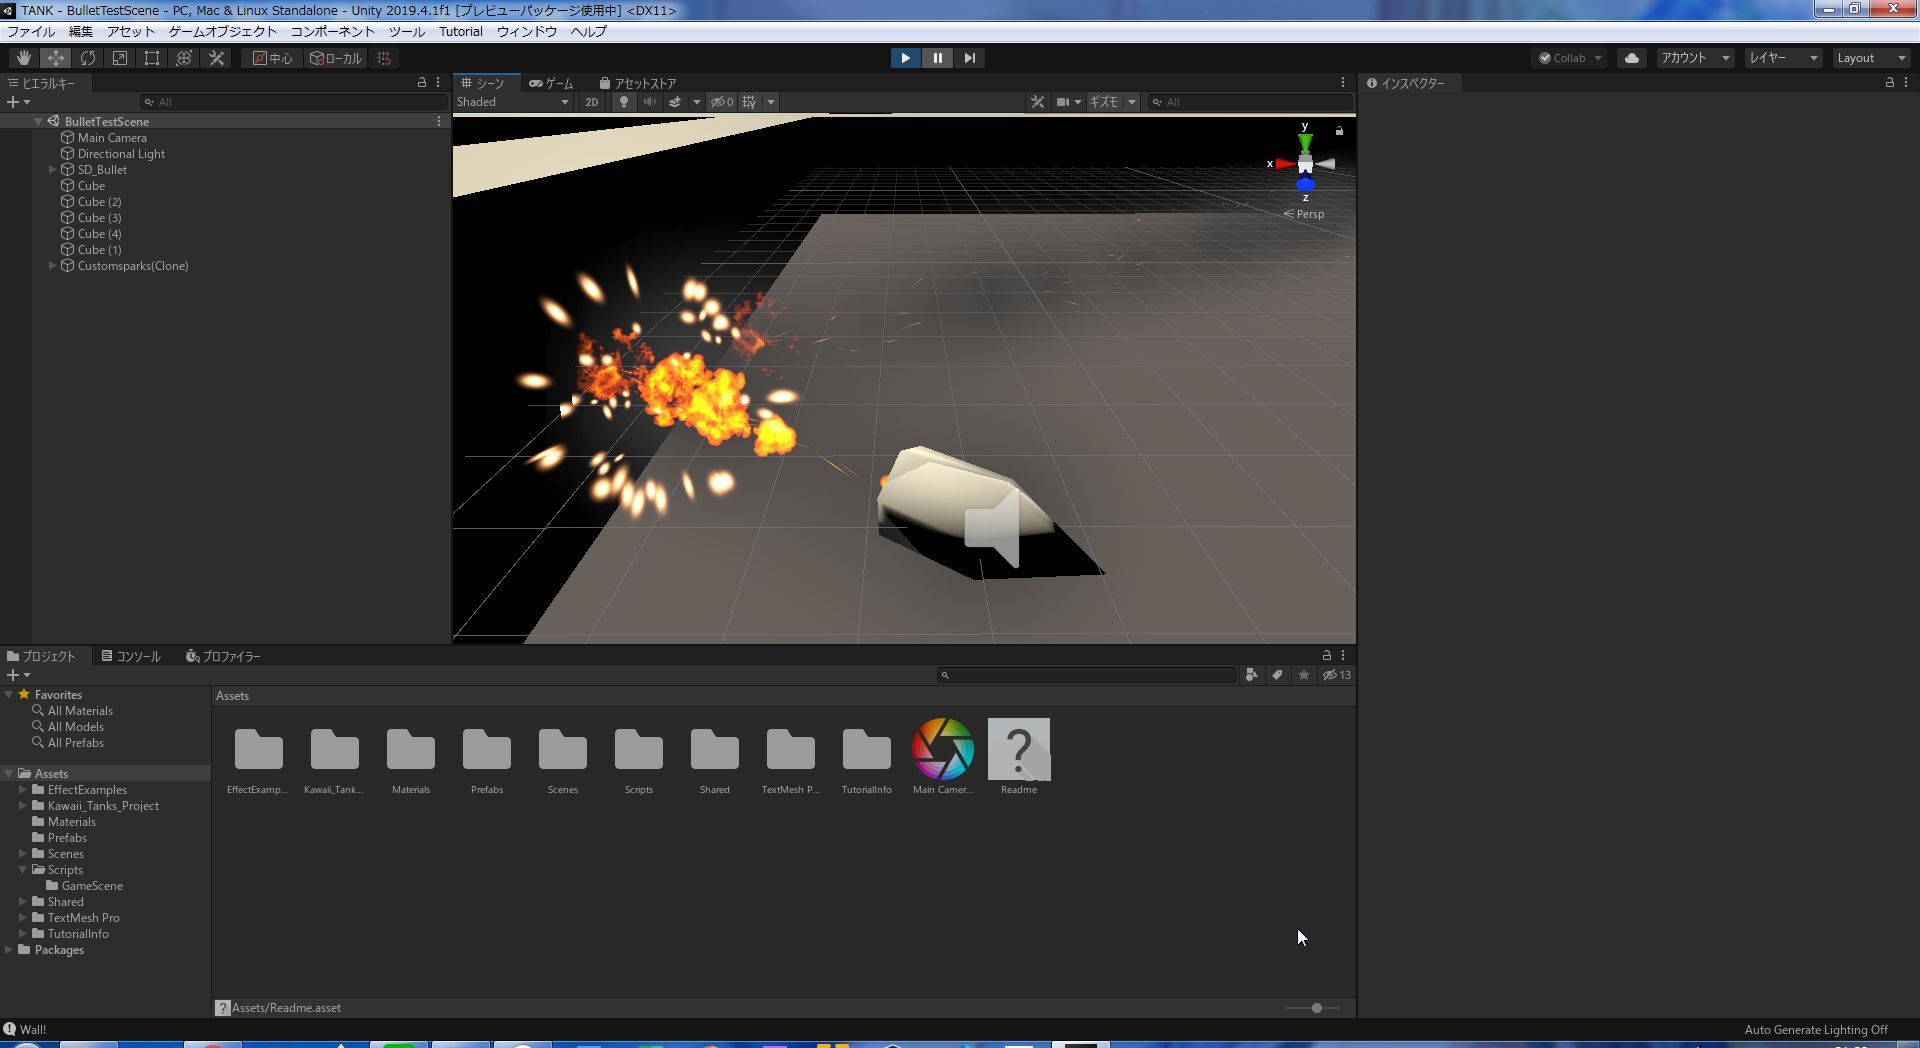 TANK - BulletTestScene - PC, Mac & Linux Standalone - Unity 2019.4.1f1 [プレビューパッケージ使用中] <DX11>
ファイル 編集 アセット ゲームオブジェクト コンポーネント ツール Tutorial ウィンドウ ヘルプ
中心 ローカル Collab アカウント レイヤー Layout
ヒエラルキー シーン ゲーム アセットストア インスペクター
All Shaded 2D 0 ギズモ All
BulletTestScene
Main Camera
Directional Light
SD_Bullet
Cube
Cube (2)
Cube (3)
Cube (4)
Cube (1)
Customsparks(Clone)
y
x
z
Persp
プロジェクト コンソール プロファイラー
13
Favorites
All Materials
All Models
All Prefabs
Assets
EffectExamples
Kawaii_Tanks_Project
Materials
Prefabs
Scenes
Scripts
GameScene
Shared
TextMesh Pro
TutorialInfo
Packages
Assets
EffectExamp... Kawaii_Tank... Materials Prefabs Scenes Scripts Shared TextMesh P... TutorialInfo Main Camer... Readme
Assets/Readme.asset
Wall!
Auto Generate Lighting Off